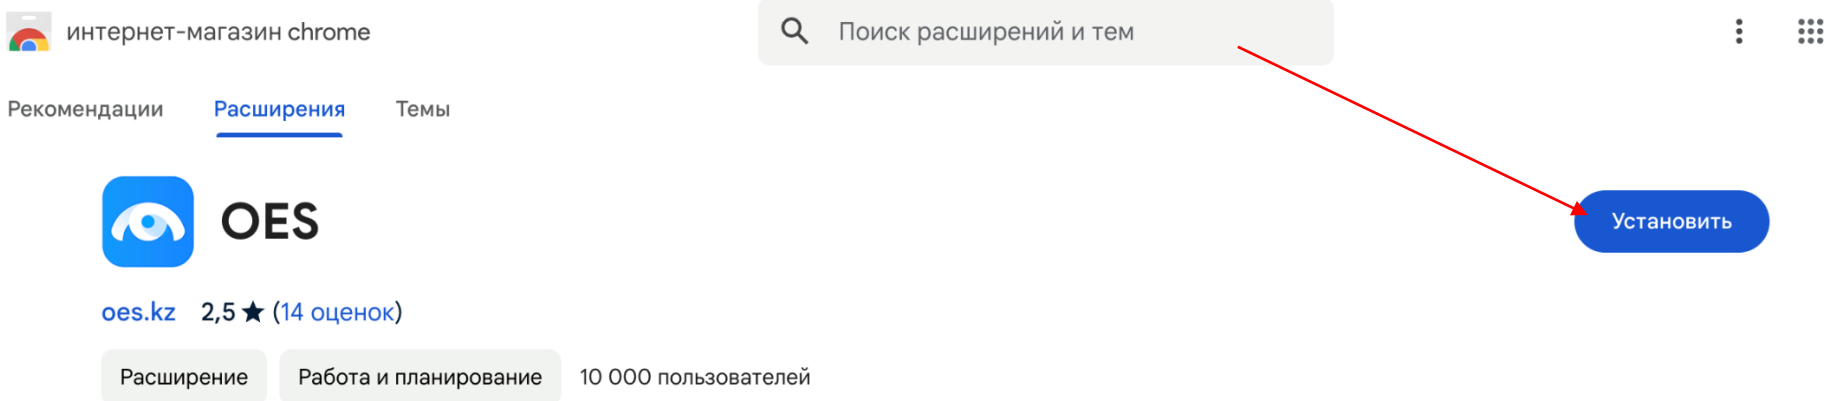 интернет-магазин chrome
Поиск расширений и тем
Рекомендации Расширения Темы
OES
Установить
oes.kz 2,5 ★ (14 оценок)
Расширение Работа и планирование 10 000 пользователей